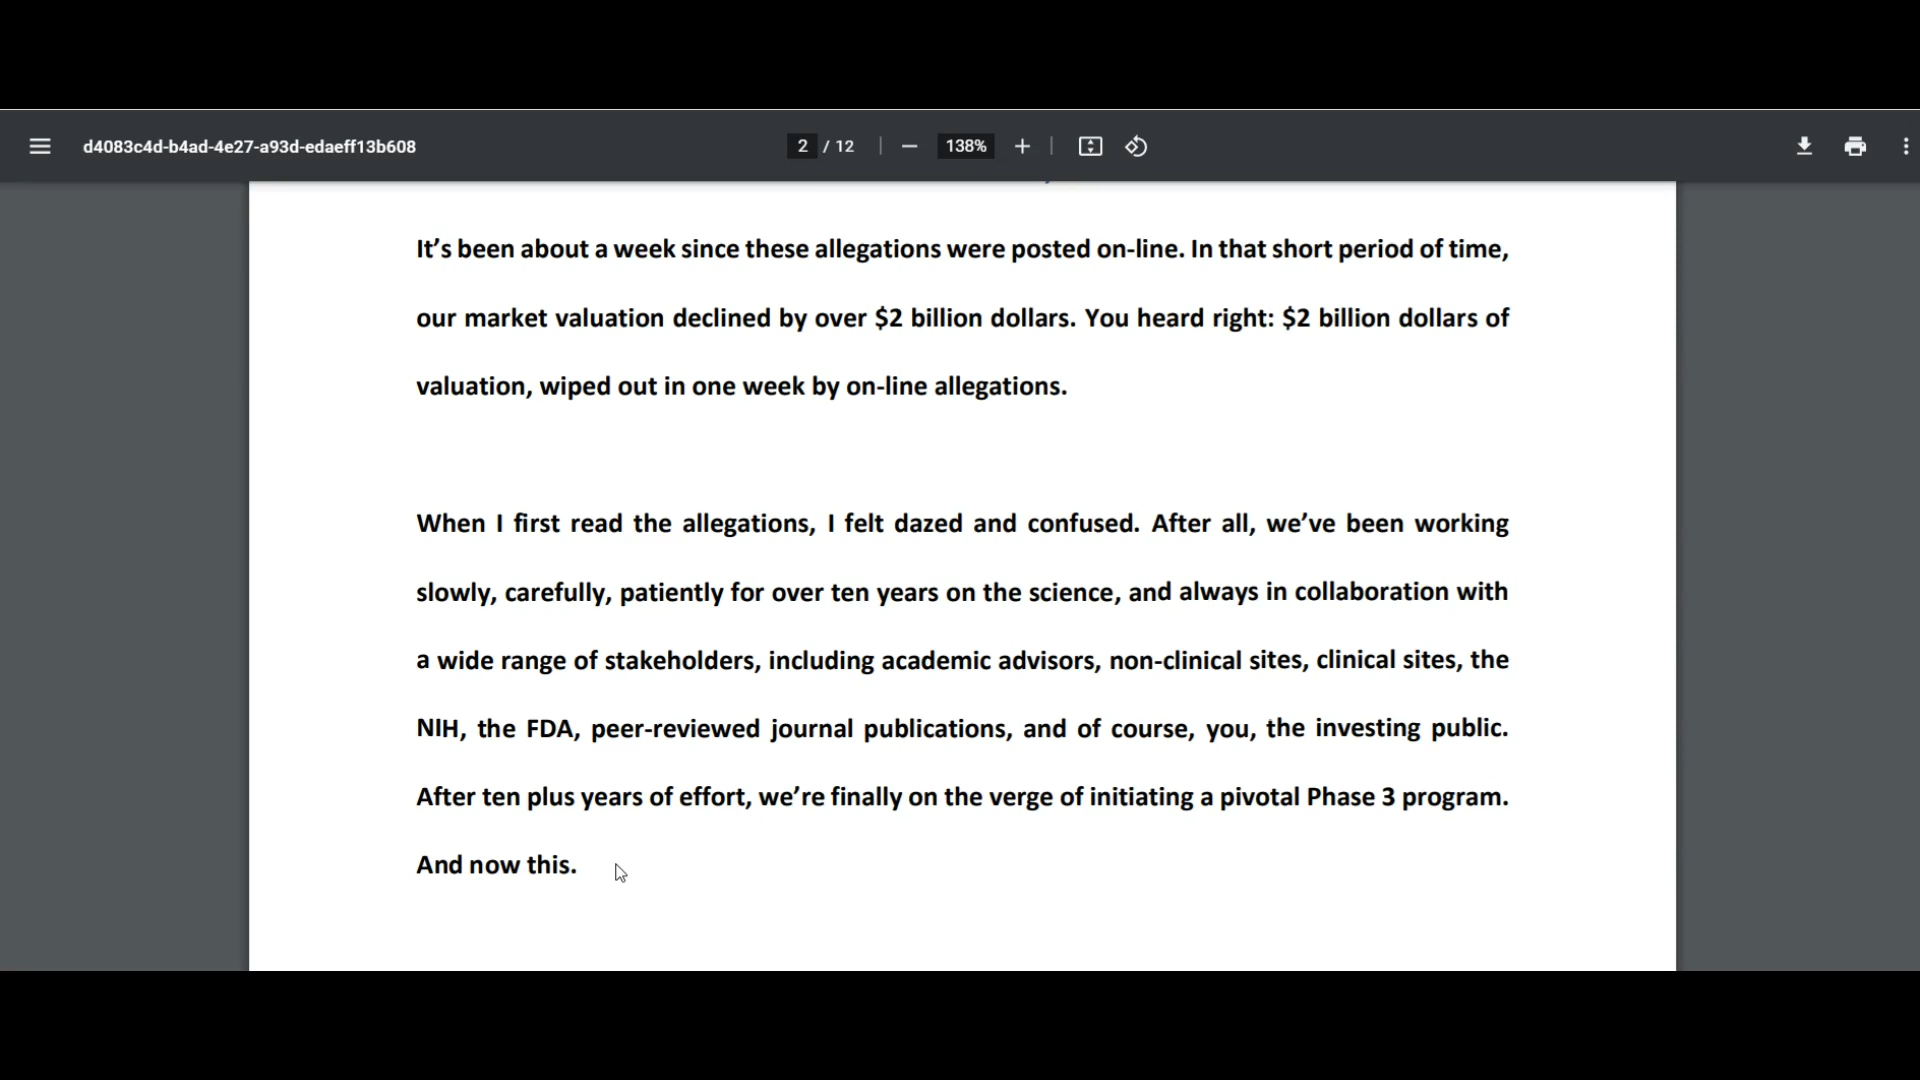 d4083c4d-b4ad-4e27-a93d-edaeff13b608
2 / 12
138%
It's been about a week since these allegations were posted on-line. In that short period of time,
our market valuation declined by over $2 billion dollars. You heard right: $2 billion dollars of
valuation, wiped out in one week by on-line allegations.
When I first read the allegations, I felt dazed and confused. After all, we've been working
slowly, carefully, patiently for over ten years on the science, and always in collaboration with
a wide range of stakeholders, including academic advisors, non-clinical sites, clinical sites, the
NIH, the FDA, peer-reviewed journal publications, and of course, you, the investing public.
After ten plus years of effort, we're finally on the verge of initiating a pivotal Phase 3 program.
And now this.